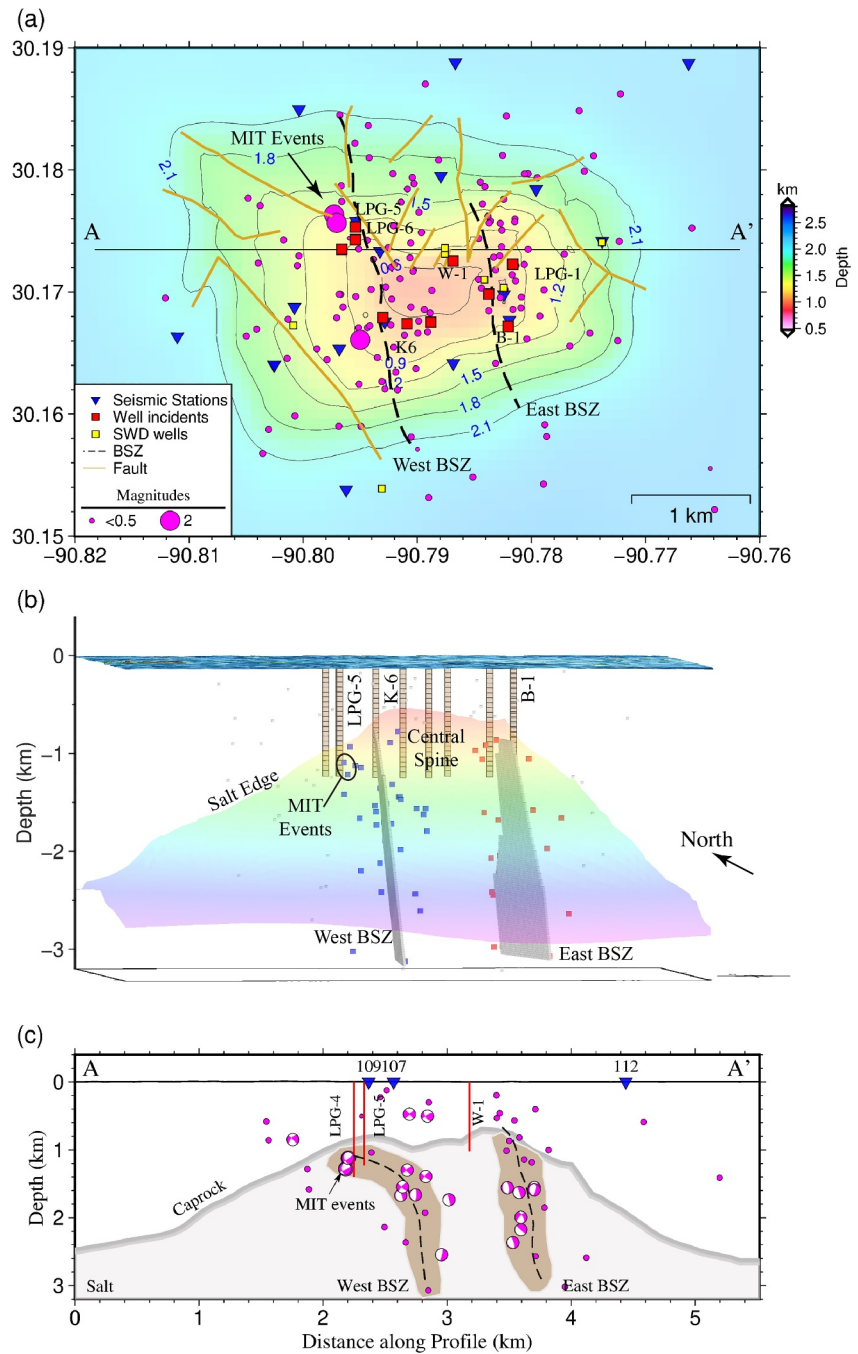 (a)
30.19
30.18
30.17
30.16
30.15
−90.82
−90.81
−90.80
−90.79
−90.78
−90.77
−90.76
MIT Events
2.1
1.8
1.5
LPG-5
LPG-6
2.1
A
A'
0.6
W-1
LPG-1
1.2
K6
B-1
0.9
1.5
1.8
2.1
East BSZ
West BSZ
Seismic Stations
Well incidents
SWD wells
BSZ
Fault
Magnitudes
<0.5
2
1 km
km
2.5
2.0
1.5
1.0
0.5
Depth
(b)
0
−1
−2
−3
Depth (km)
LPG-5
K-6
B-1
Central
Spine
Salt Edge
MIT
Events
North
West BSZ
East BSZ
(c)
A
109107
112
A'
0
1
2
3
Depth (km)
LPG-4
W-1
Caprock
MIT events
Salt
West BSZ
East BSZ
0
1
2
3
4
5
Distance along Profile (km)